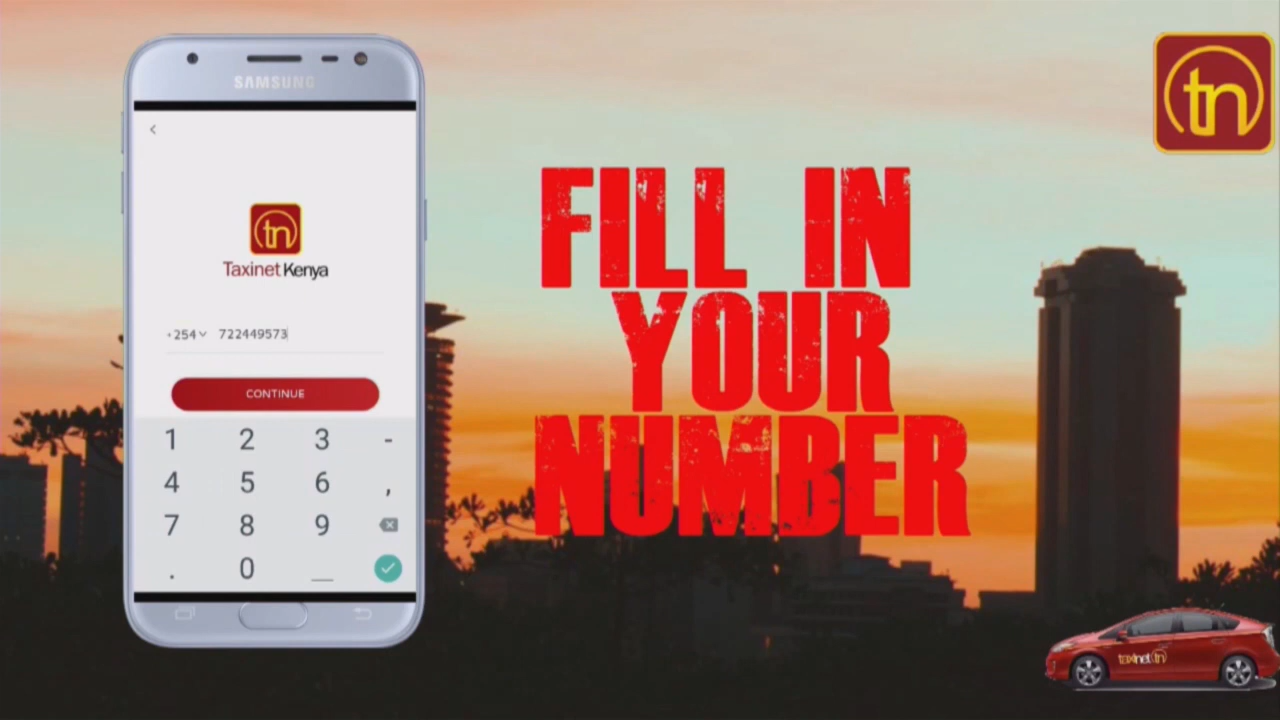 SAMSUNG
tn
Taxinet Kenya
+254 722449573
CONTINUE
1 2 3 -
4 5 6 ,
7 8 9
. 0 _
FILL IN
YOUR
NUMBER
tn
taxinet tn